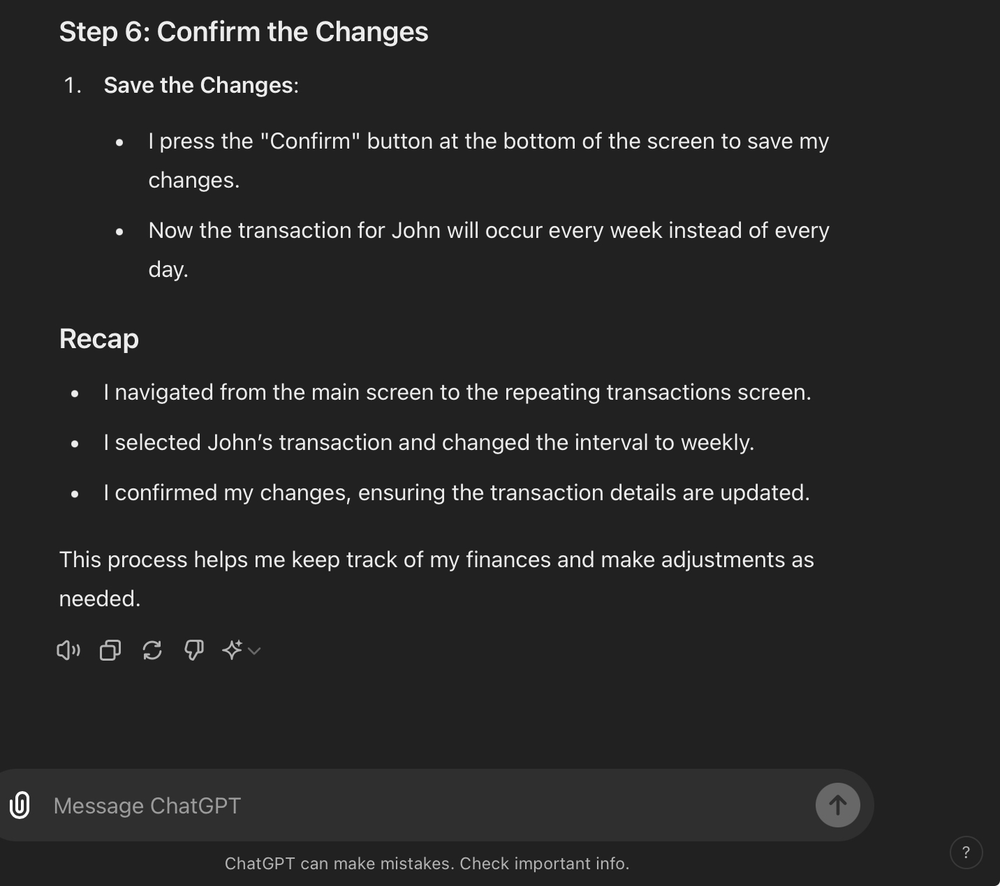 Step 6: Confirm the Changes
1. Save the Changes:
• I press the "Confirm" button at the bottom of the screen to save my
changes.
• Now the transaction for John will occur every week instead of every
day.
Recap
• I navigated from the main screen to the repeating transactions screen.
• I selected John’s transaction and changed the interval to weekly.
• I confirmed my changes, ensuring the transaction details are updated.
This process helps me keep track of my finances and make adjustments as
needed.
Message ChatGPT
?
ChatGPT can make mistakes. Check important info.